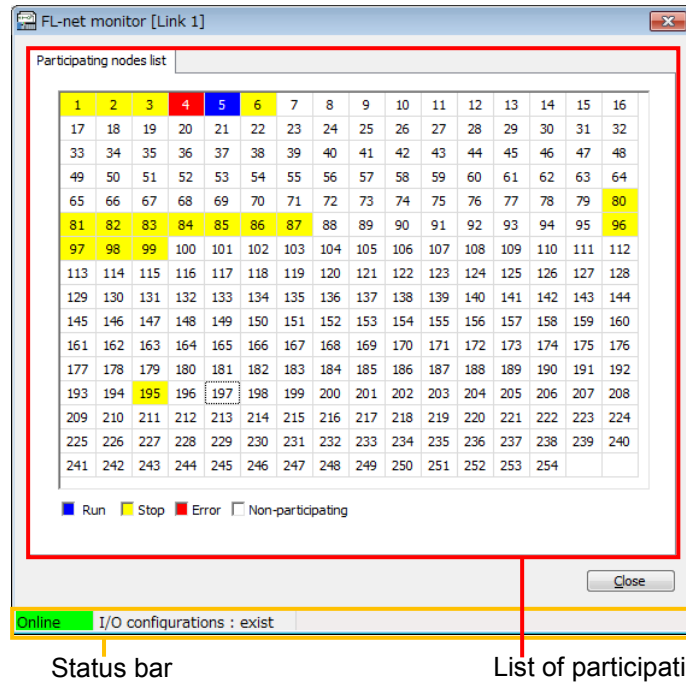 FL-net monitor [Link 1]
Participating nodes list
1 2 3 4 5 6 7 8 9 10 11 12 13 14 15 16
17 18 19 20 21 22 23 24 25 26 27 28 29 30 31 32
33 34 35 36 37 38 39 40 41 42 43 44 45 46 47 48
49 50 51 52 53 54 55 56 57 58 59 60 61 62 63 64
65 66 67 68 69 70 71 72 73 74 75 76 77 78 79 80
81 82 83 84 85 86 87 88 89 90 91 92 93 94 95 96
97 98 99 100 101 102 103 104 105 106 107 108 109 110 111 112
113 114 115 116 117 118 119 120 121 122 123 124 125 126 127 128
129 130 131 132 133 134 135 136 137 138 139 140 141 142 143 144
145 146 147 148 149 150 151 152 153 154 155 156 157 158 159 160
161 162 163 164 165 166 167 168 169 170 171 172 173 174 175 176
177 178 179 180 181 182 183 184 185 186 187 188 189 190 191 192
193 194 195 196 197 198 199 200 201 202 203 204 205 206 207 208
209 210 211 212 213 214 215 216 217 218 219 220 221 222 223 224
225 226 227 228 229 230 231 232 233 234 235 236 237 238 239 240
241 242 243 244 245 246 247 248 249 250 251 252 253 254
Run Stop Error Non-participating
Close
Online I/O configurations : exist
Status bar List of participati